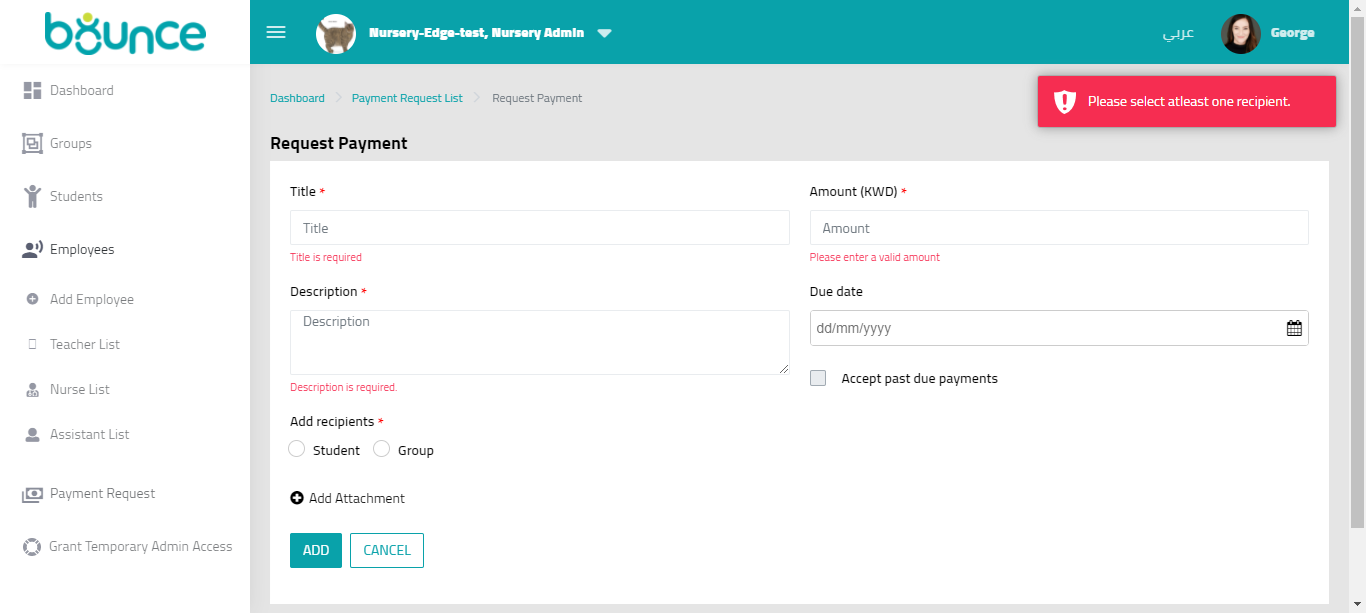 bounce
Nursery-Edge-test, Nursery Admin
عربي
George
Please select atleast one recipient.
Dashboard
Groups
Students
Employees
Add Employee
Teacher List
Nurse List
Assistant List
Payment Request
Grant Temporary Admin Access
Dashboard > Payment Request List > Request Payment
Request Payment
Title *
Title
Title is required
Amount (KWD) *
Amount
Please enter a valid amount
Description *
Description
Description is required.
Due date
dd/mm/yyyy
Accept past due payments
Add recipients *
Student
Group
Add Attachment
ADD
CANCEL